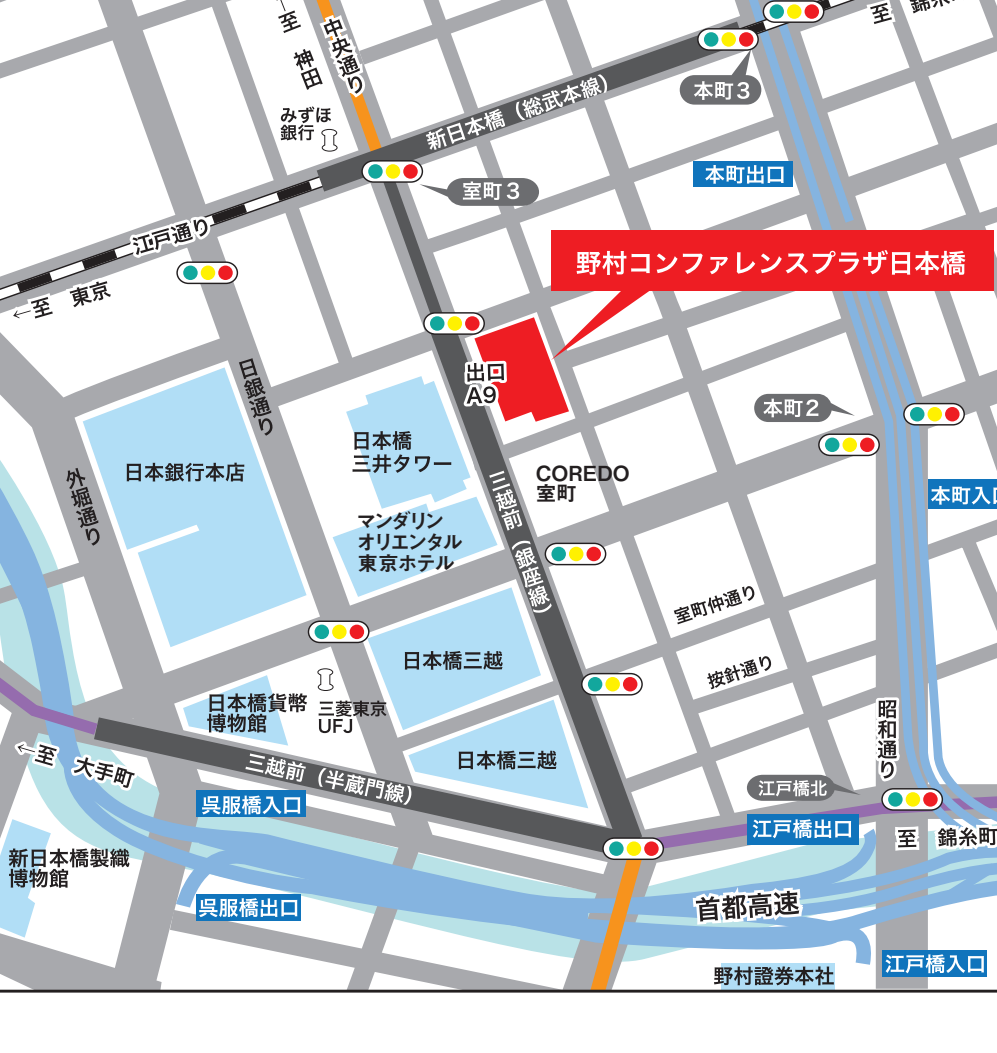 ←至 神田
中央通り
至 錦糸
本町3
みずほ
銀行
新日本橋（総武本線）
室町3
本町出口
江戸通り
←至 東京
野村コンファレンスプラザ日本橋
日銀通り
出口
A9
本町2
日本橋
三井タワー
日本銀行本店
COREDO
室町
外堀通り
本町入口
マンダリン
オリエンタル
東京ホテル
三越前（銀座線）
室町仲通り
按針通り
日本橋三越
日本橋貨幣
博物館
三菱東京
UFJ
昭和通り
←至 大手町
三越前（半蔵門線）
日本橋三越
江戸橋北
呉服橋入口
江戸橋出口
至 錦糸町
新日本橋製織
博物館
呉服橋出口
首都高速
江戸橋入口
野村證券本社